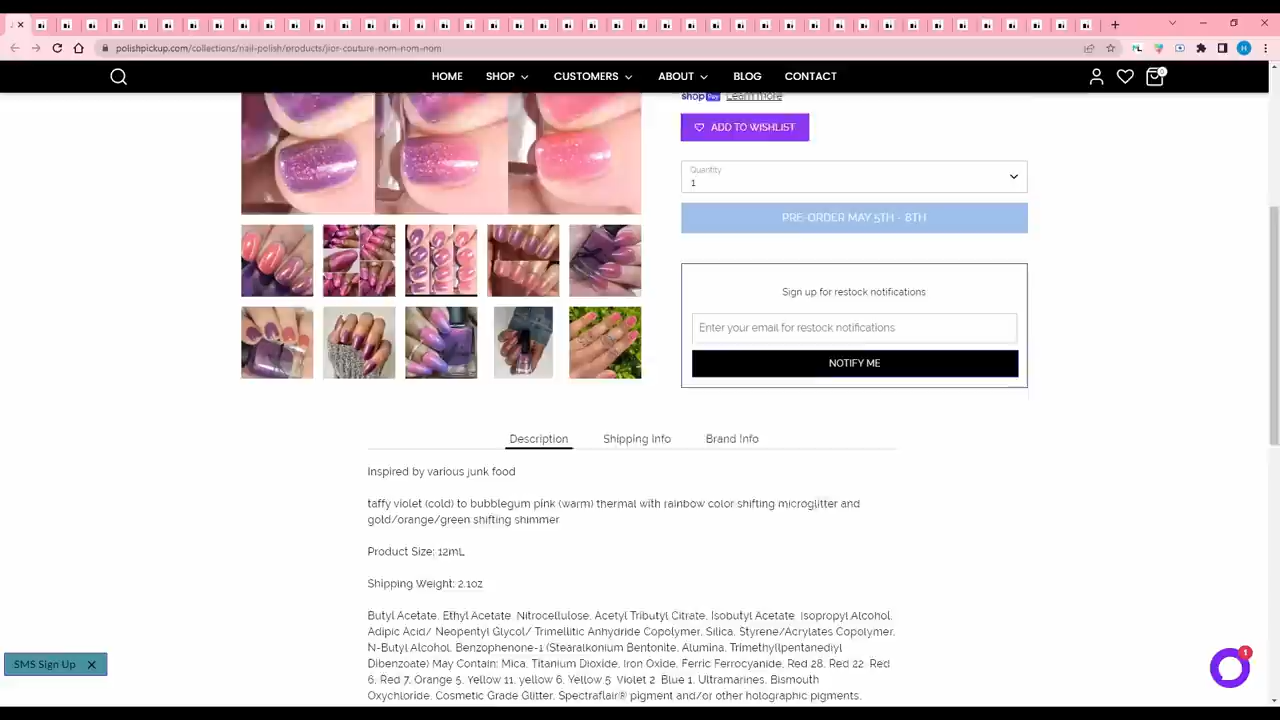 polishpickup.com/collections/nail-polish/products/jior-couture-nom-nom-nom
H
HOME SHOP CUSTOMERS ABOUT BLOG CONTACT
0
shop Pay Learn more
ADD TO WISHLIST
Quantity
1
PRE-ORDER MAY 5TH - 8TH
Sign up for restock notifications
Enter your email for restock notifications
NOTIFY ME
Description Shipping Info Brand Info
Inspired by various junk food
taffy violet (cold) to bubblegum pink (warm) thermal with rainbow color shifting microglitter and
gold/orange/green shifting shimmer
Product Size: 12mL
Shipping Weight: 2.1oz
Butyl Acetate, Ethyl Acetate, Nitrocellulose, Acetyl Tributyl Citrate, Isobutyl Acetate, Isopropyl Alcohol,
Adipic Acid/ Neopentyl Glycol/ Trimellitic Anhydride Copolymer, Silica, Styrene/Acrylates Copolymer,
N-Butyl Alcohol, Benzophenone-1 (Stearalkonium Bentonite, Alumina, Trimethylpentanediyl
Dibenzoate) May Contain: Mica, Titanium Dioxide, Iron Oxide, Ferric Ferrocyanide, Red 28, Red 22, Red
6, Red 7, Orange 5, Yellow 11, yellow 6, Yellow 5, Violet 2, Blue 1, Ultramarines, Bismuth
Oxychloride, Cosmetic Grade Glitter, Spectraflair® pigment and/or other holographic pigments.
SMS Sign Up
1